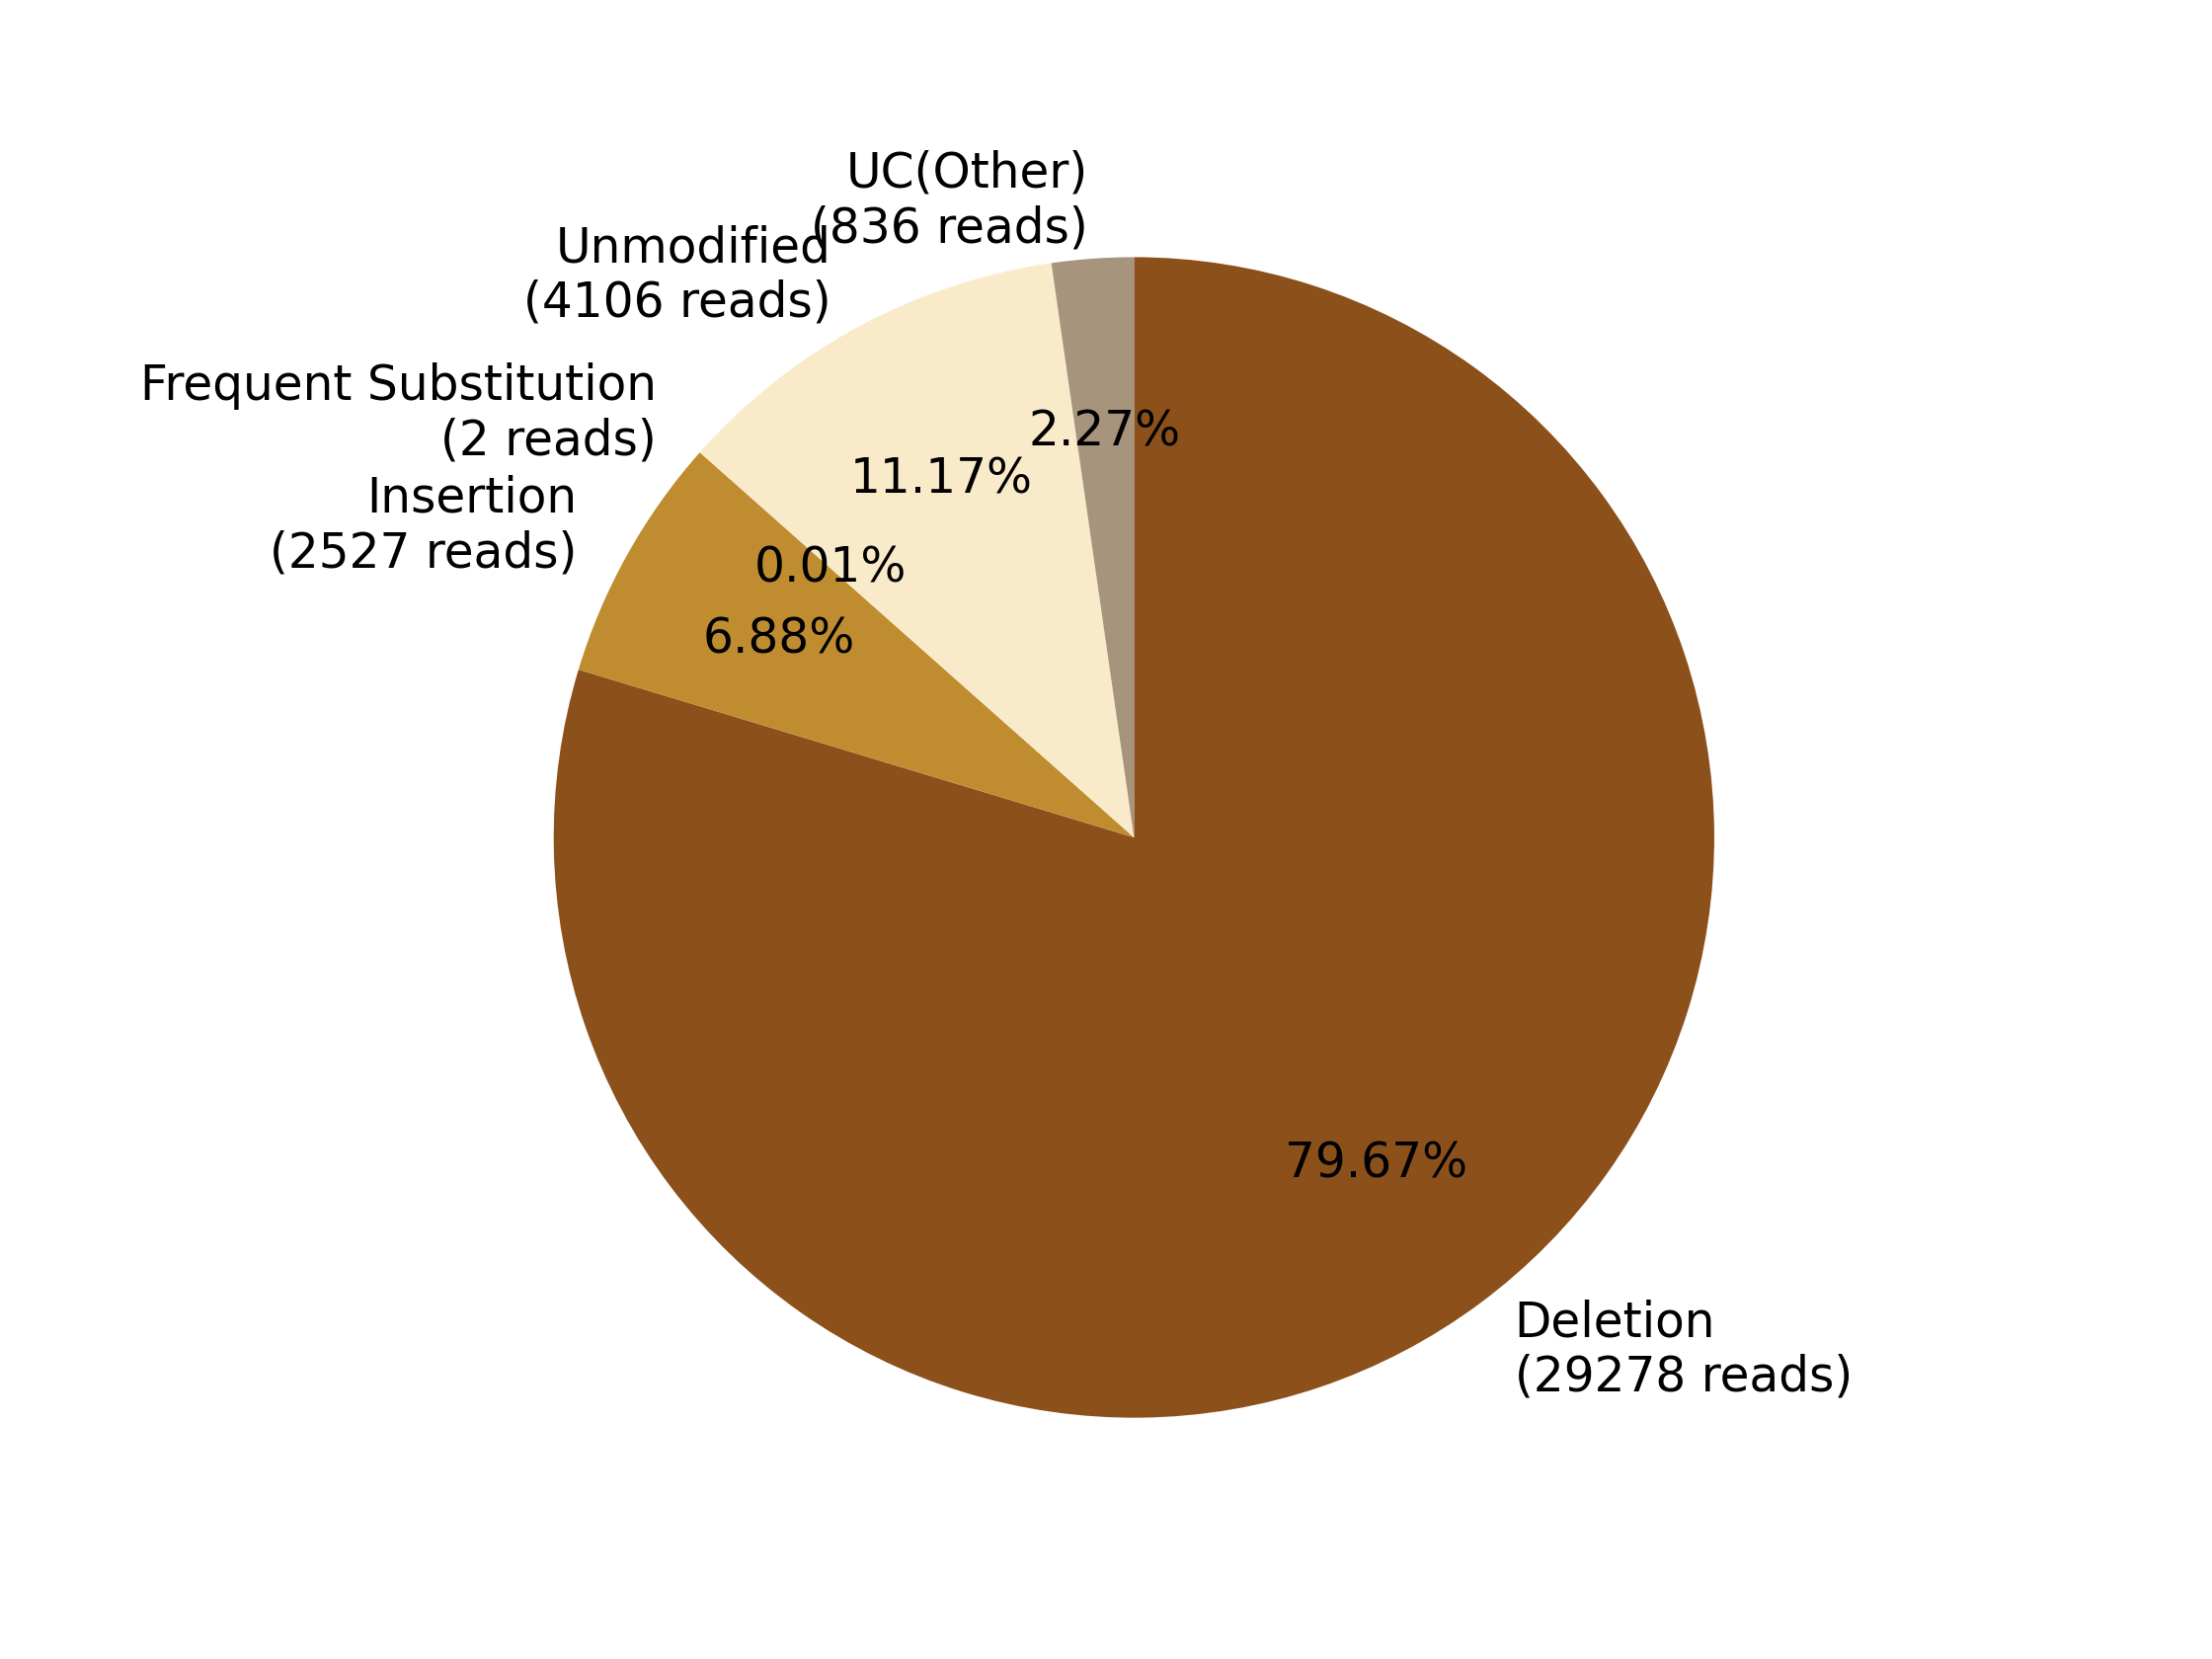 UC(Other)
(836 reads)
Unmodified
(4106 reads)
Frequent Substitution
(2 reads)
Insertion
(2527 reads)
2.27%
11.17%
0.01%
6.88%
79.67%
Deletion
(29278 reads)